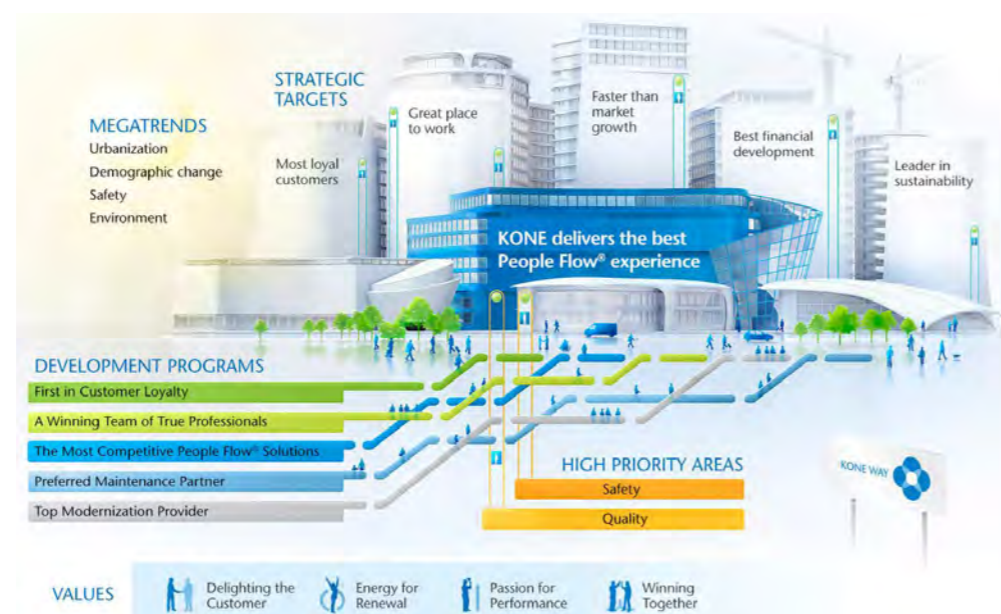 STRATEGIC
TARGETS
MEGATRENDS
Urbanization
Demographic change
Safety
Environment
Most loyal
customers
Great place
to work
Faster than
market
growth
Best financial
development
Leader in
sustainability
KONE delivers the best
People Flow® experience
DEVELOPMENT PROGRAMS
First in Customer Loyalty
A Winning Team of True Professionals
The Most Competitive People Flow® Solutions
Preferred Maintenance Partner
Top Modernization Provider
HIGH PRIORITY AREAS
Safety
Quality
KONE WAY
VALUES
Delighting the
Customer
Energy for
Renewal
Passion for
Performance
Winning
Together